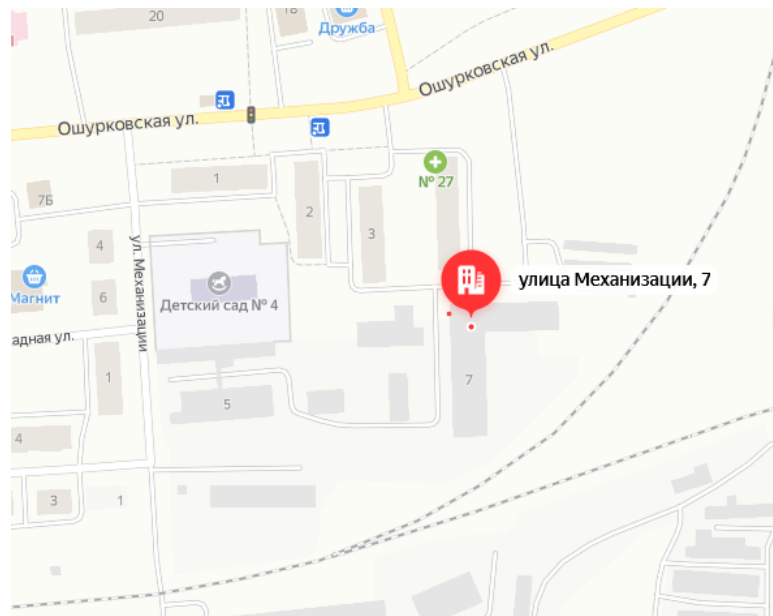 20
18
Дружба
Ошурковская ул.
Ошурковская ул.
1
№ 27
7Б
2
3
4
ул. Механизации
Магнит
6
Детский сад № 4
улица Механизации, 7
адная ул.
1
5
7
4
3
1